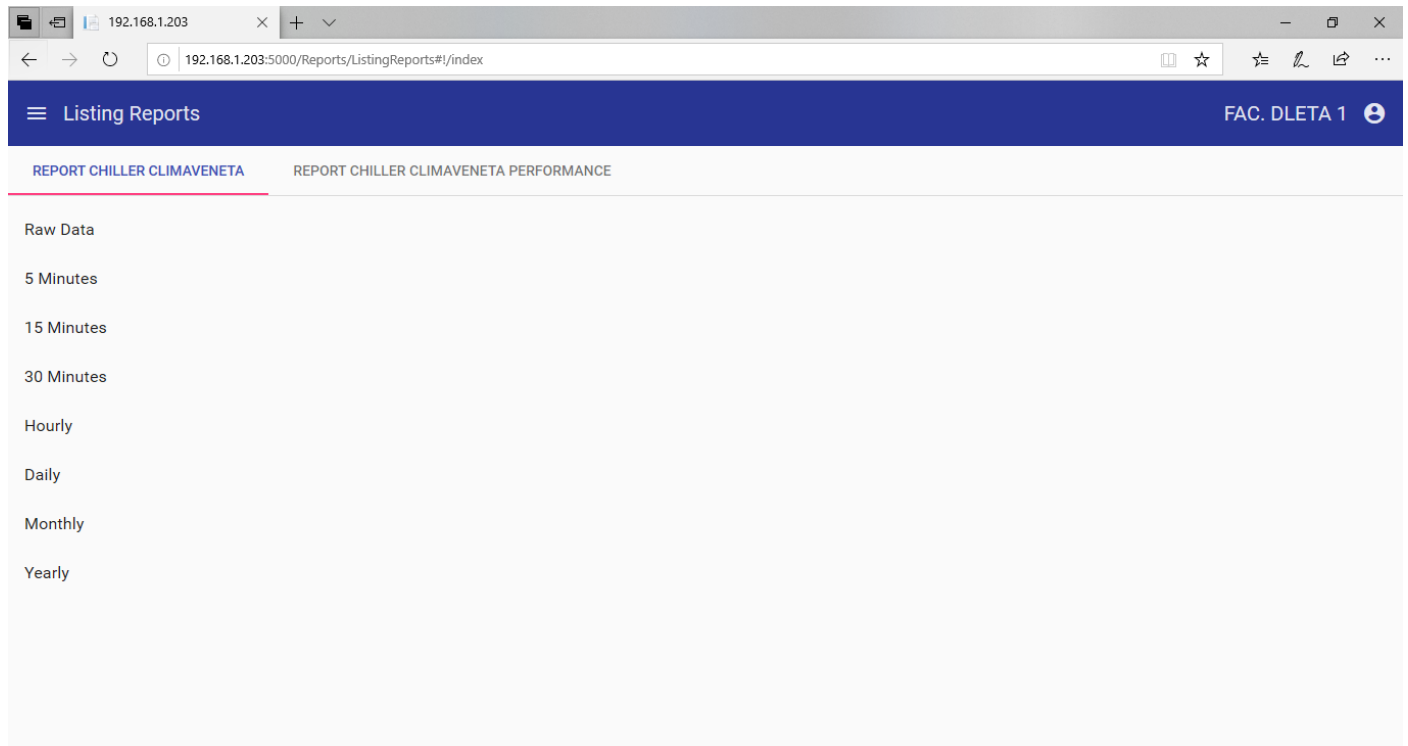 192.168.1.203
192.168.1.203:5000/Reports/ListingReports#!/index
Listing Reports
FAC. DLETA 1
REPORT CHILLER CLIMAVENETA
REPORT CHILLER CLIMAVENETA PERFORMANCE
Raw Data
5 Minutes
15 Minutes
30 Minutes
Hourly
Daily
Monthly
Yearly